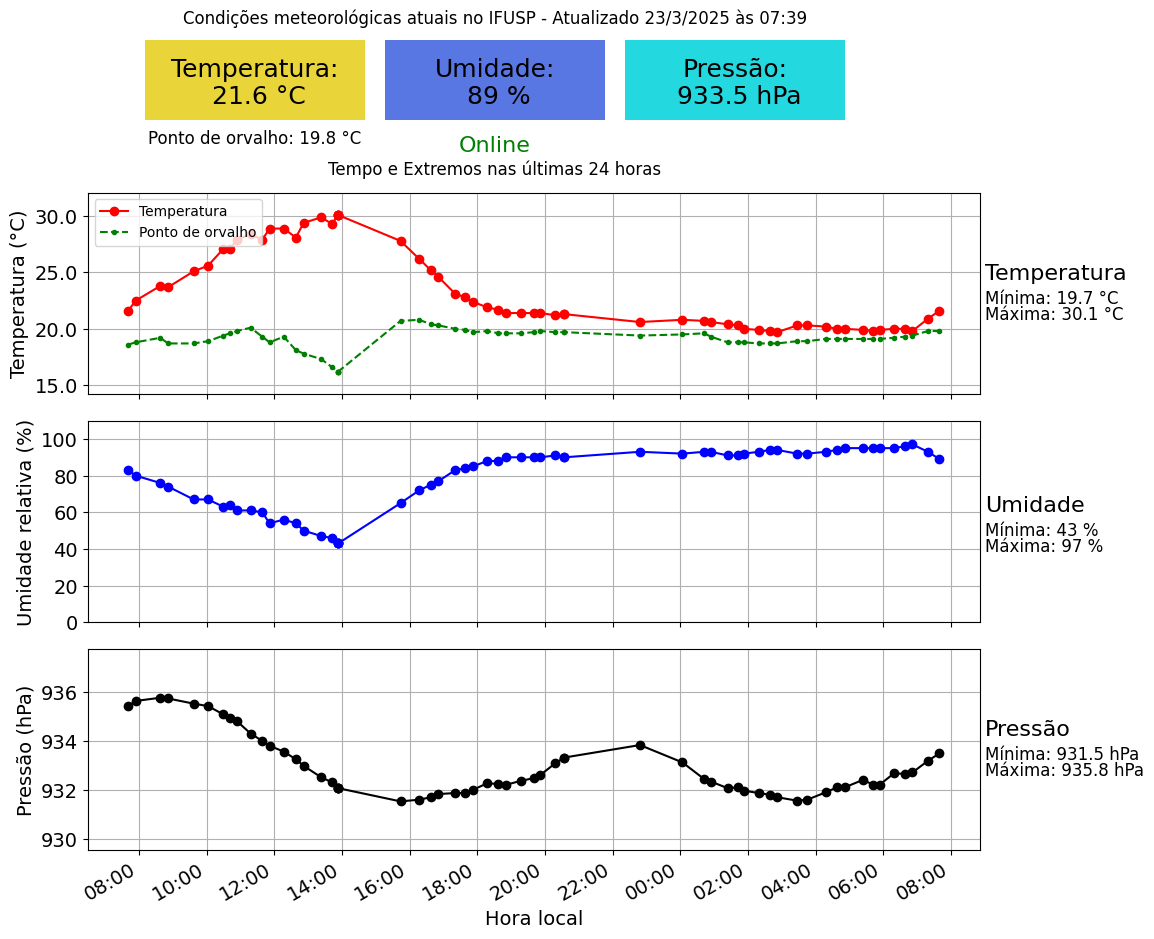 Condições meteorológicas atuais no IFUSP - Atualizado 23/3/2025 às 07:39
Temperatura:
21.6 °C
Umidade:
89 %
Pressão:
933.5 hPa
Ponto de orvalho: 19.8 °C
Online
Tempo e Extremos nas últimas 24 horas
Temperatura (°C)
30.0
25.0
20.0
15.0
Temperatura
Ponto de orvalho
Temperatura
Mínima: 19.7 °C
Máxima: 30.1 °C
Umidade relativa (%)
100
80
60
40
20
0
Umidade
Mínima: 43 %
Máxima: 97 %
Pressão (hPa)
936
934
932
930
Pressão
Mínima: 931.5 hPa
Máxima: 935.8 hPa
08:00 10:00 12:00 14:00 16:00 18:00 20:00 22:00 00:00 02:00 04:00 06:00 08:00
Hora local